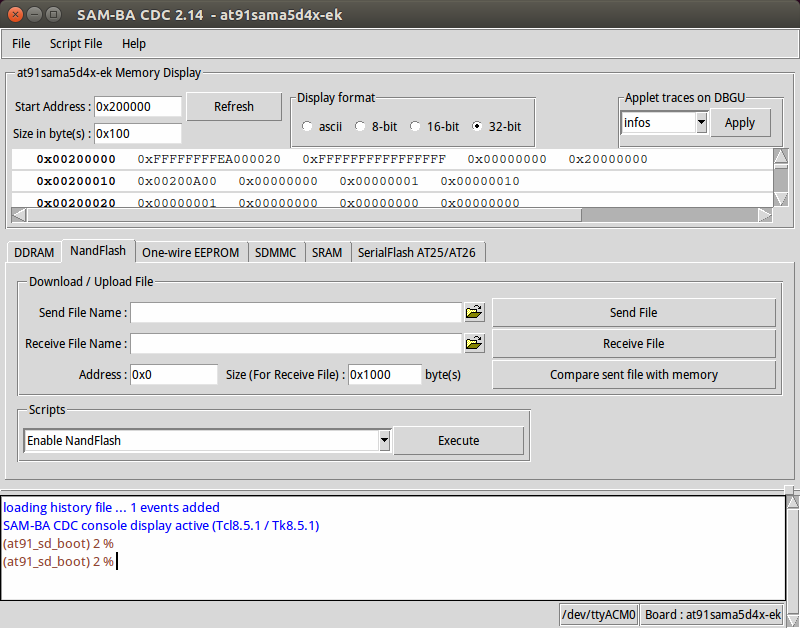 SAM-BA CDC 2.14 - at91sama5d4x-ek
File Script File Help
at91sama5d4x-ek Memory Display
Start Address : 0x200000 Refresh
Size in byte(s) : 0x100
Display format
ascii 8-bit 16-bit 32-bit
Applet traces on DBGU
infos Apply
0x00200000 0xFFFFFFFFEA000020 0xFFFFFFFFFFFFFFFF 0x00000000 0x20000000
0x00200010 0x00200A00 0x00000000 0x00000001 0x00000010
0x00200020 0x00000001 0x00000000 0x00000000 0x00000000
DDRAM NandFlash One-wire EEPROM SDMMC SRAM SerialFlash AT25/AT26
Download / Upload File
Send File Name : Send File
Receive File Name : Receive File
Address : 0x0 Size (For Receive File) : 0x1000 byte(s) Compare sent file with memory
Scripts
Enable NandFlash Execute
loading history file ... 1 events added
SAM-BA CDC console display active (Tcl8.5.1 / Tk8.5.1)
(at91_sd_boot) 2 %
(at91_sd_boot) 2 %
/dev/ttyACM0 Board : at91sama5d4x-ek